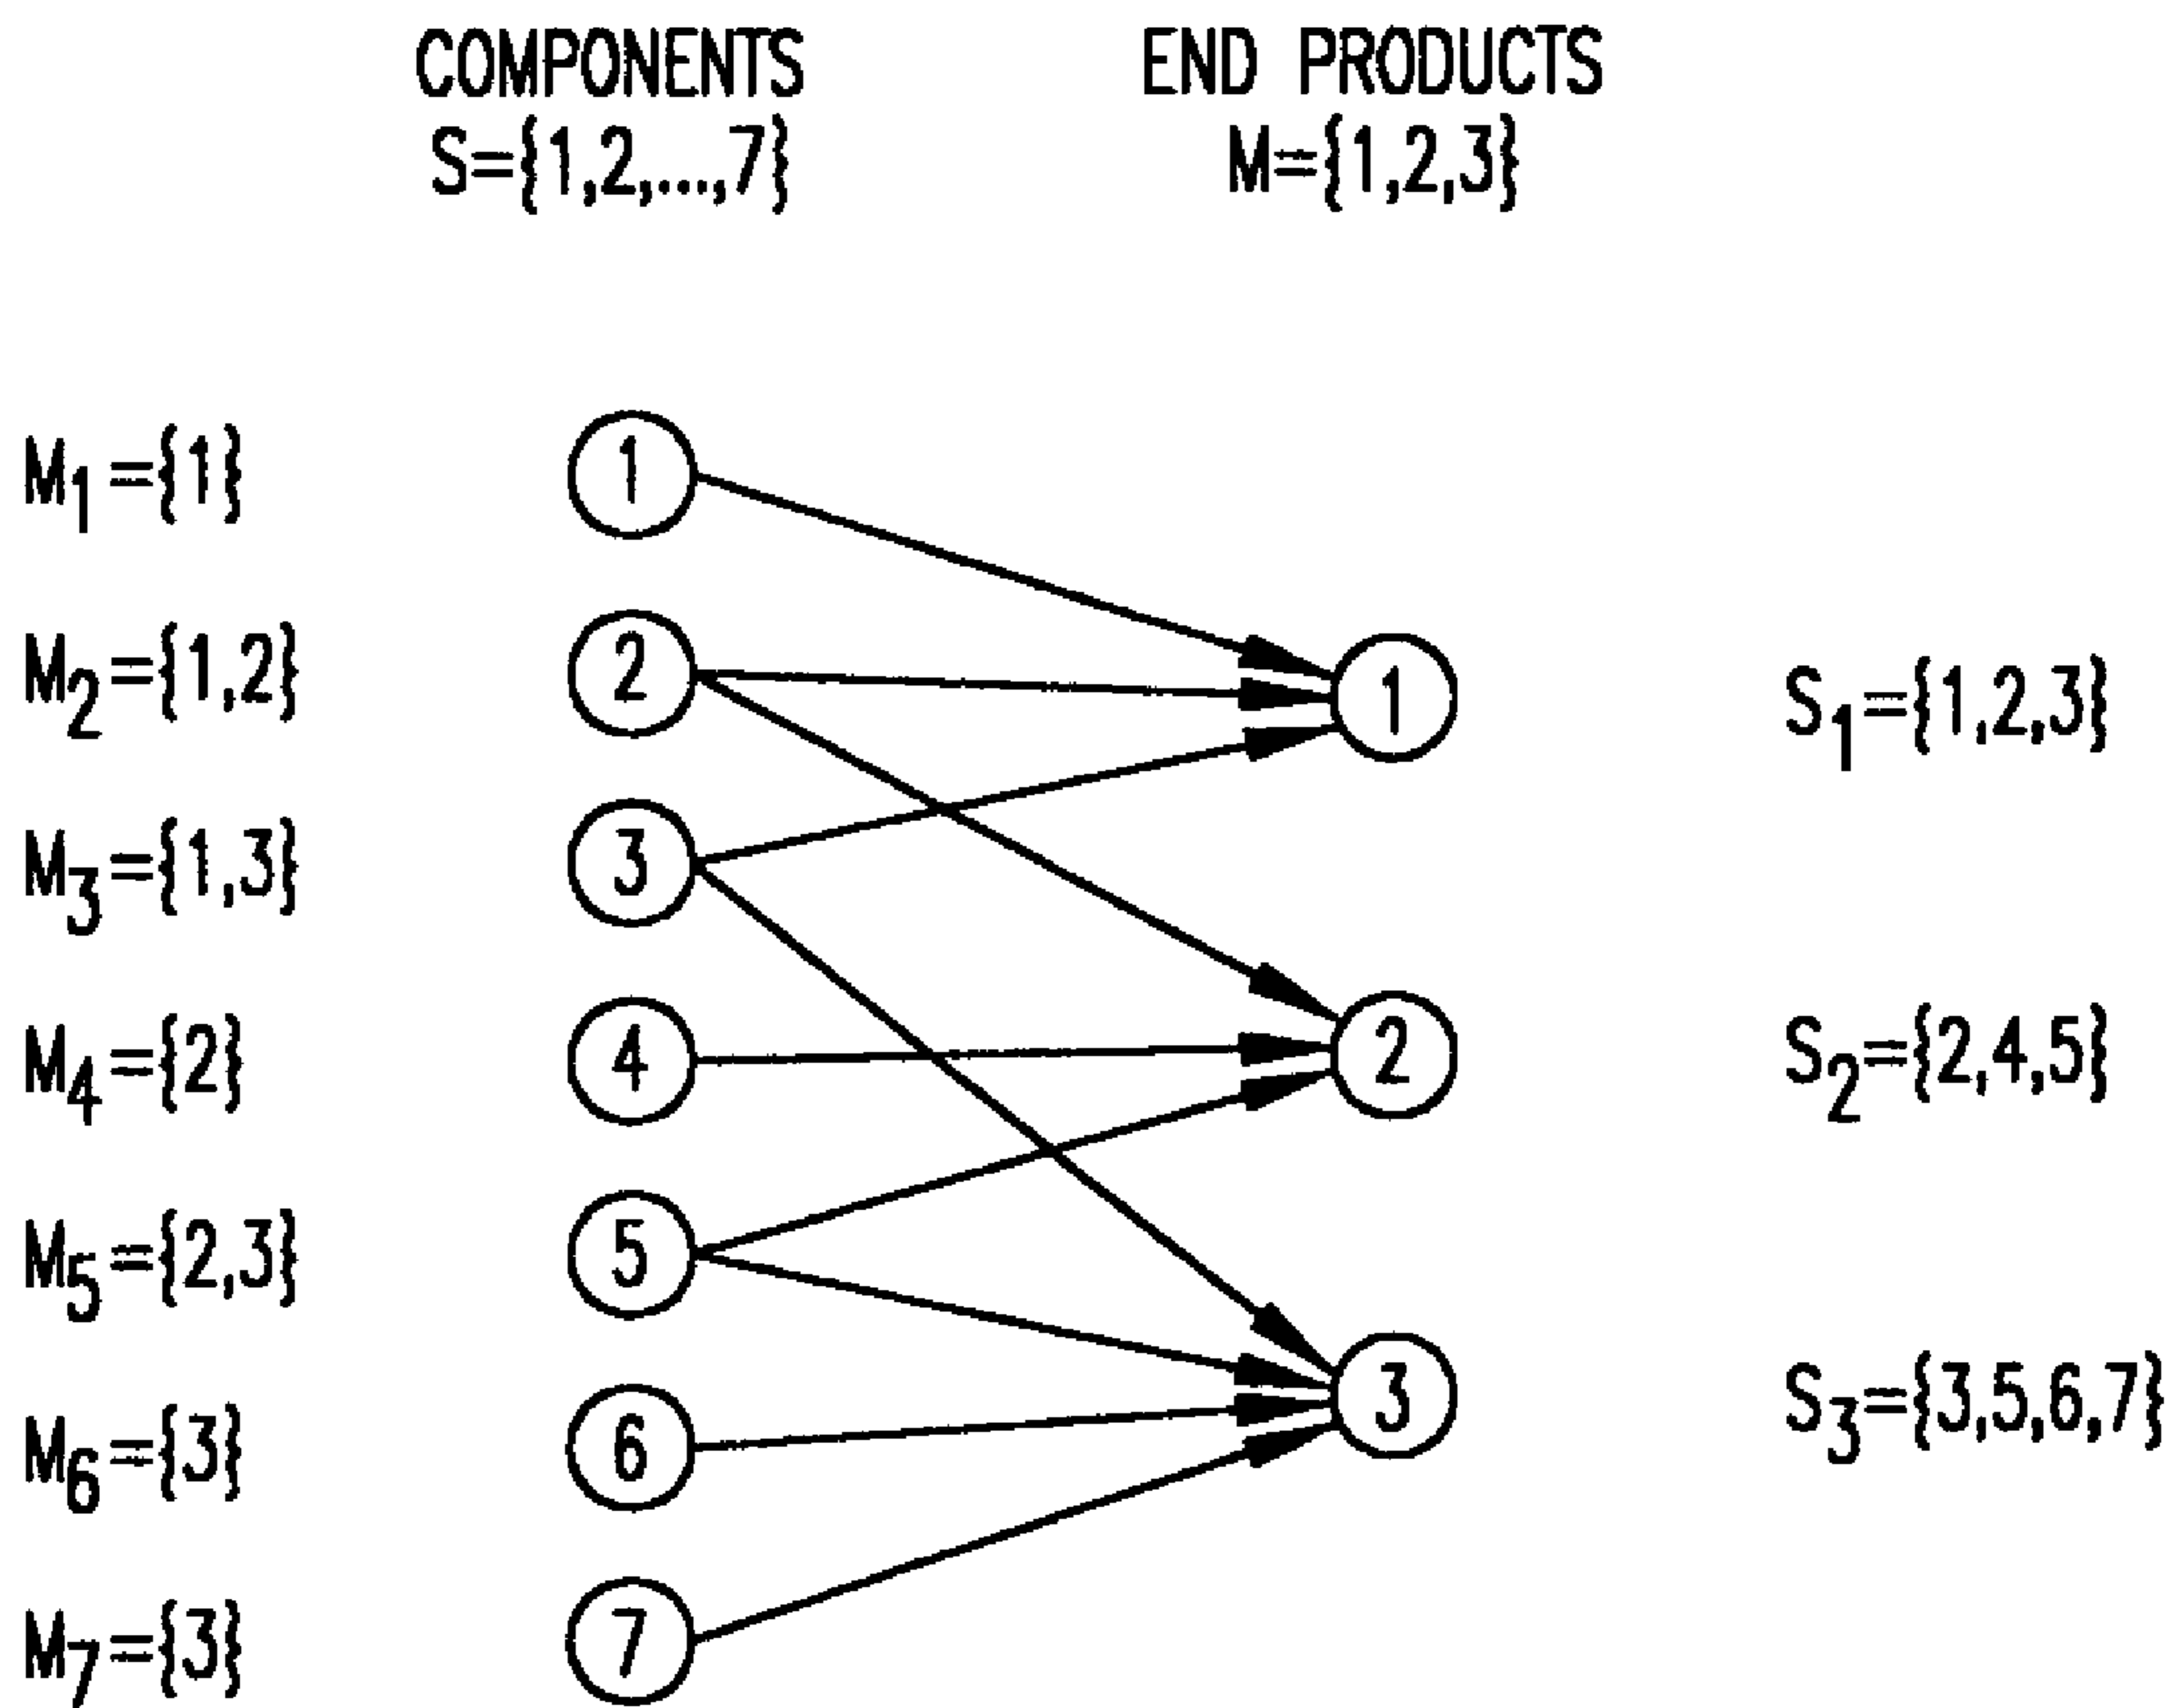 COMPONENTS END PRODUCTS
S={1,2,...,7} M={1,2,3}
M1={1} 1
M2={1,2} 2 1 S1={1,2,3}
M3={1,3} 3
M4={2} 4 2 S2={2,4,5}
M5={2,3} 5
M6={3} 6 3 S3={3,5,6,7}
M7={3} 7